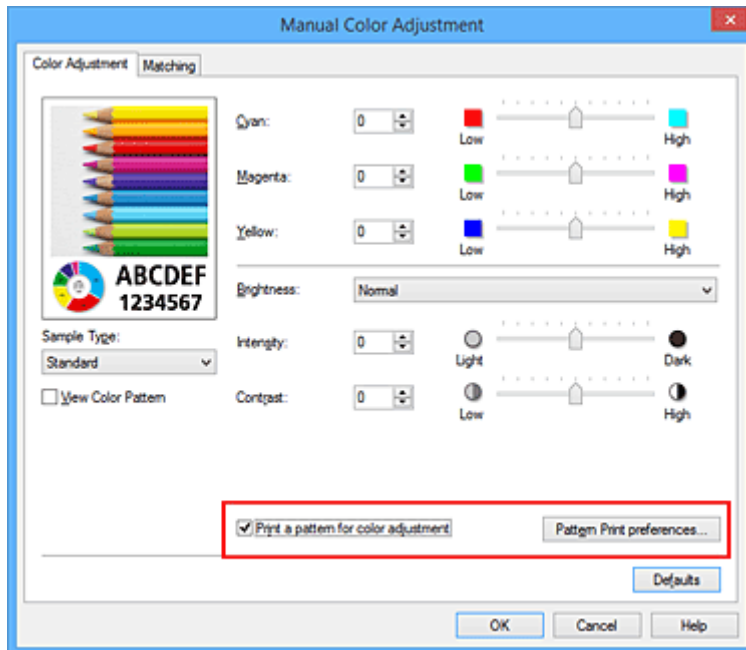 Manual Color Adjustment
Color Adjustment Matching
Cyan: 0 Low High
Magenta: 0 Low High
Yellow: 0 Low High
ABCDEF
1234567
Brightness: Normal
Sample Type:
Standard
Intensity: 0 Light Dark
View Color Pattern
Contrast: 0 Low High
Print a pattern for color adjustment Pattern Print preferences...
Defaults
OK Cancel Help